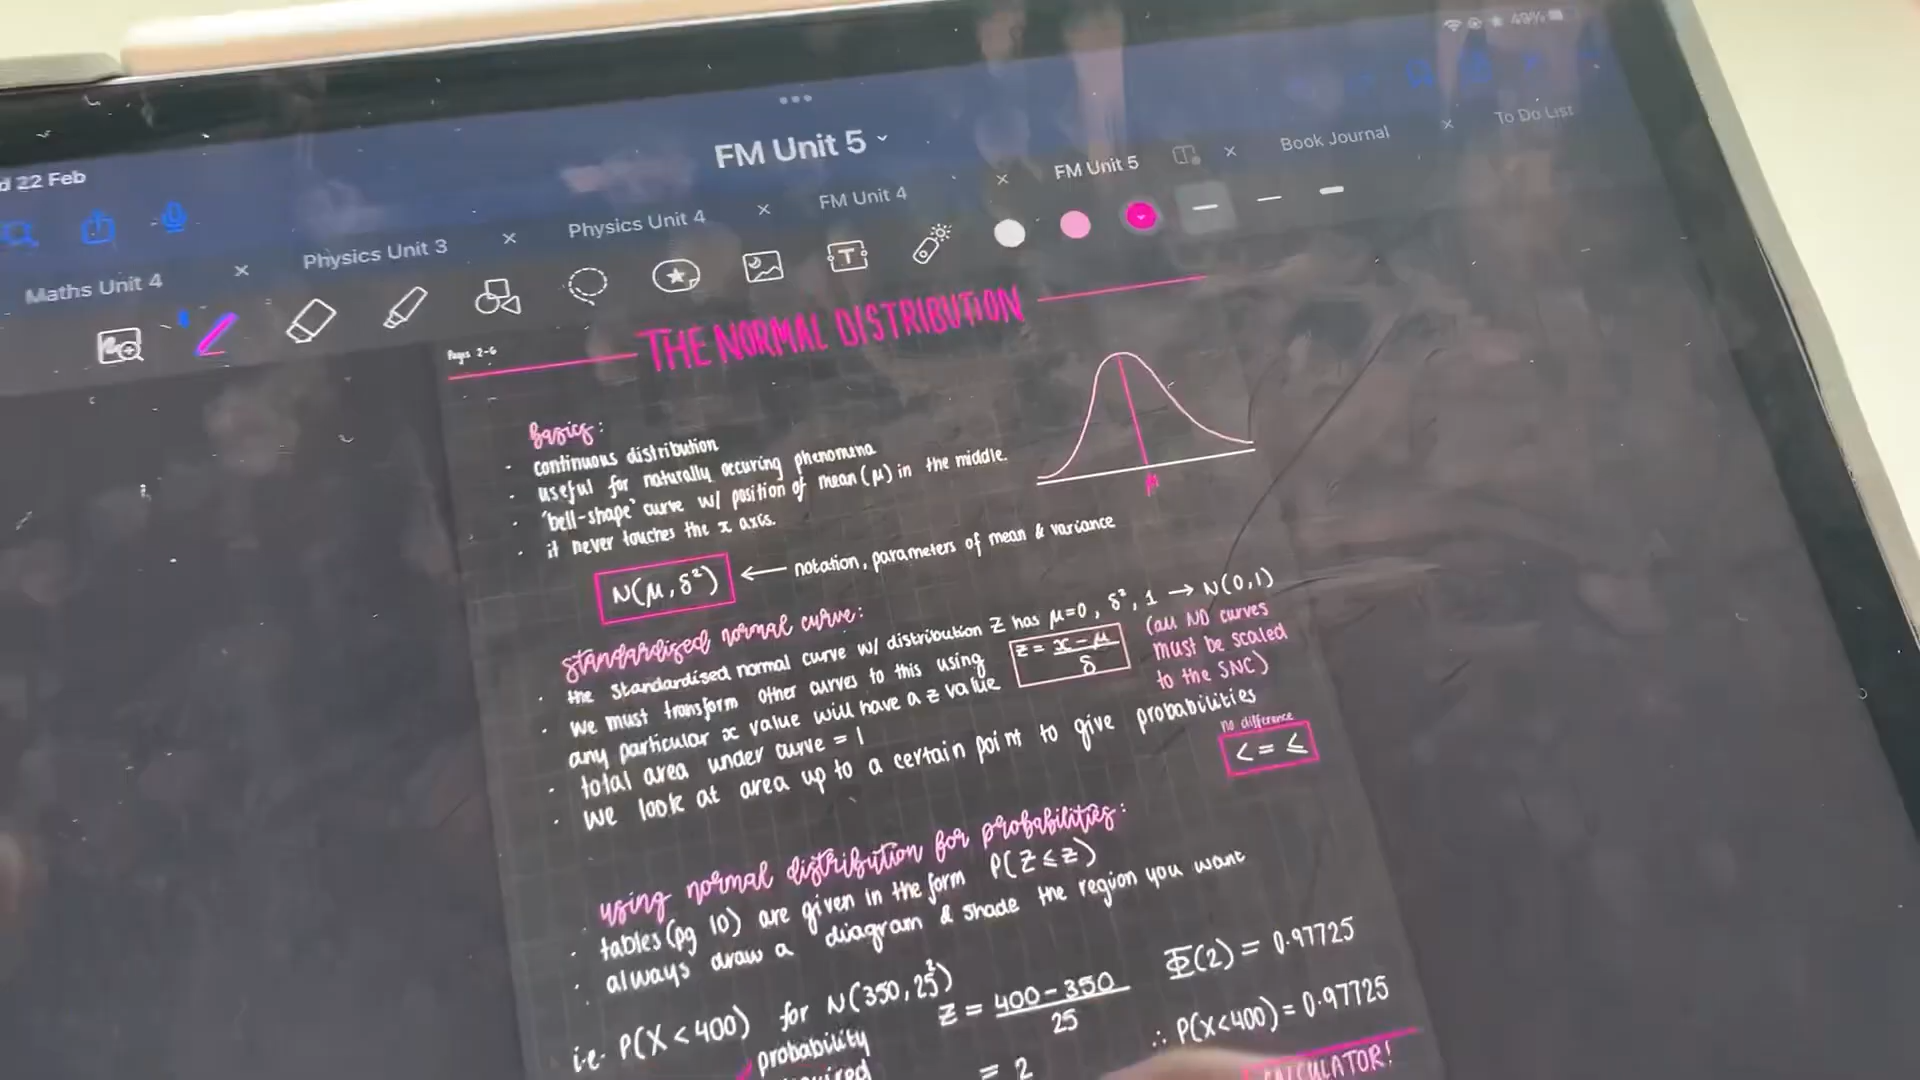 49%
d 22 Feb
FM Unit 5
Maths Unit 4
Physics Unit 3
Physics Unit 4
FM Unit 4
FM Unit 5
Book Journal
To Do List
Pages 2-6
THE NORMAL DISTRIBUTION
Basics:
· continuous distribution
· useful for naturally occuring phenomena
· 'bell-shape' curve w/ position of mean (μ) in the middle.
· it never touches the x axis.
μ
N(μ, δ²) ← notation, parameters of mean & variance
standardised normal curve:
· the standardised normal curve w/ distribution Z has μ=0, δ², 1 → N(0,1)
· we must transform other curves to this using z = x-μ / δ
(all ND curves must be scaled to the SNC)
any particular x value will have a z value
· total area under curve = 1
· we look at area up to a certain point to give probabilities
no difference
< = ≤
using normal distribution for probabilities:
· tables (pg 10) are given in the form P(Z≤z)
· always draw a diagram & shade the region you want
i.e. P(X<400) for N(350, 25²)
probability
Z = 400-350 / 25
= 2
Φ(2) = 0.97725
∴ P(X<400) = 0.97725
CALCULATOR!